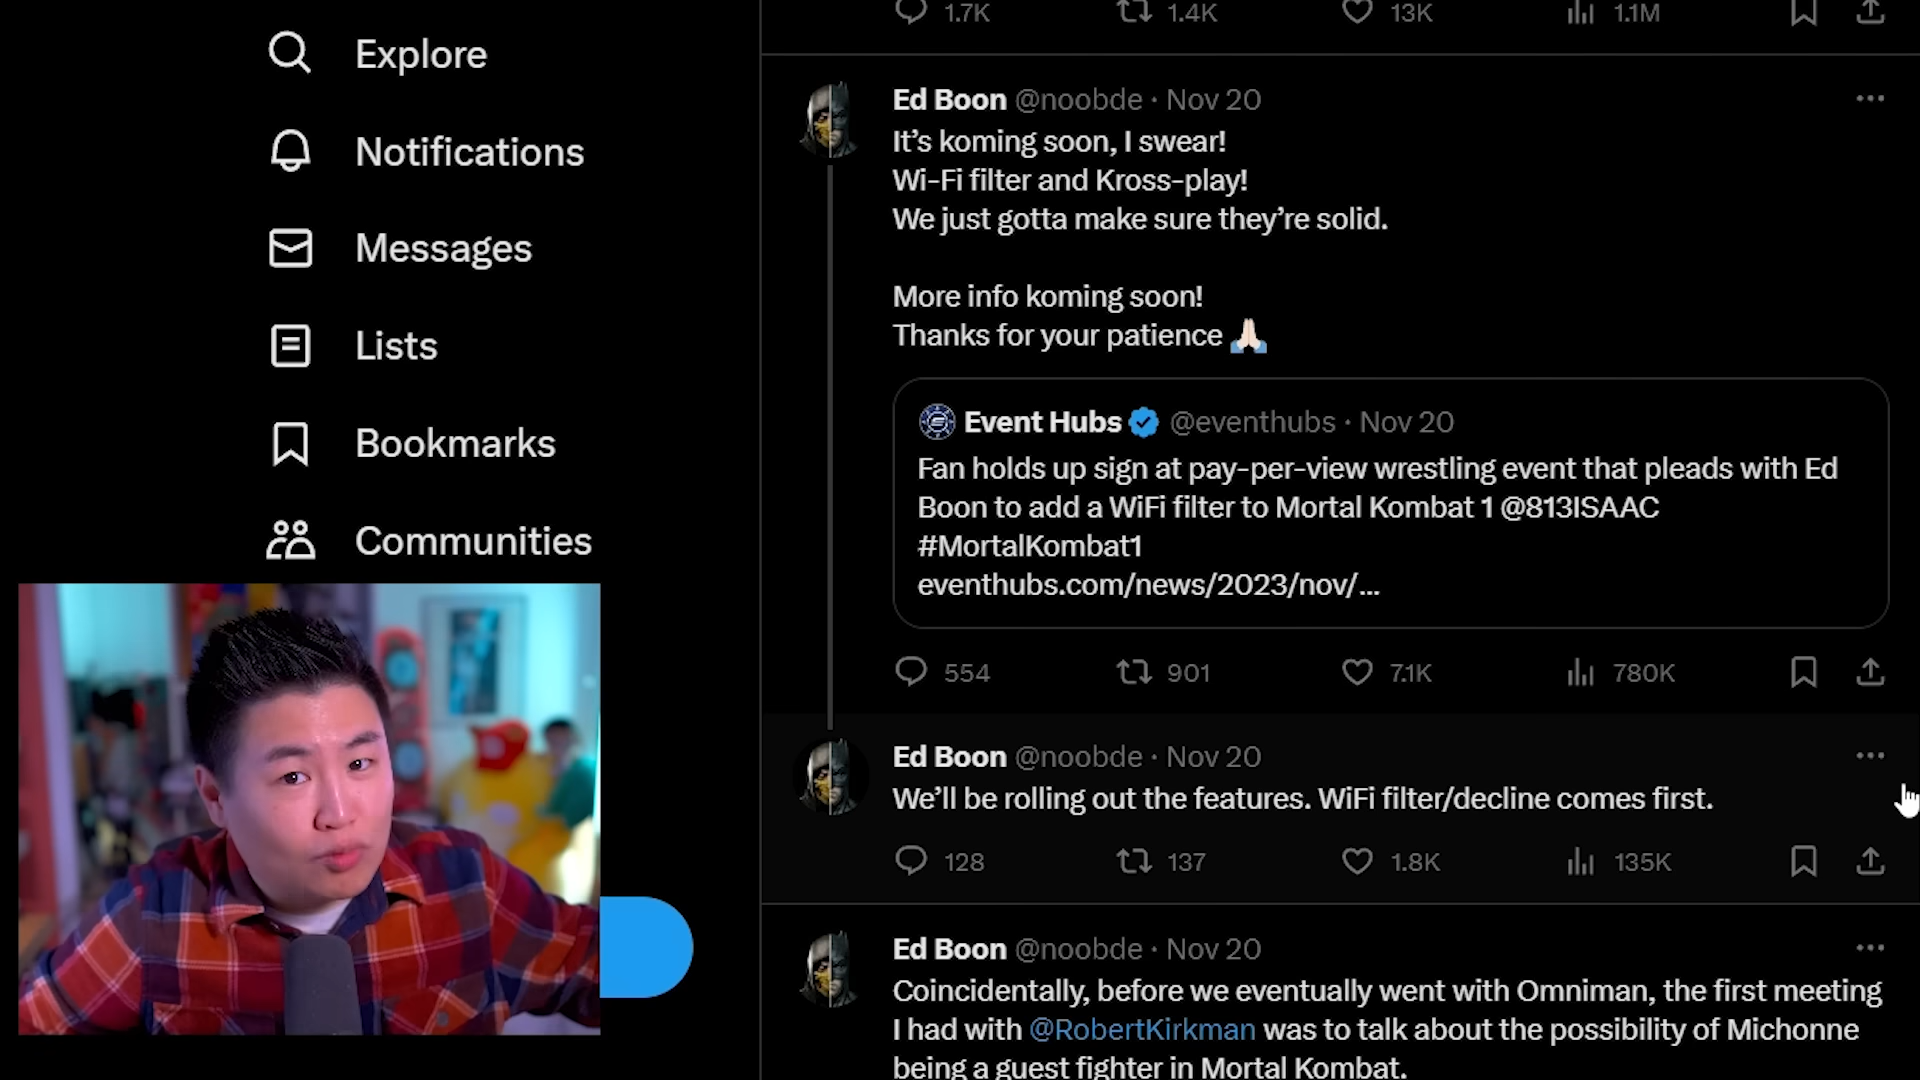 Explore
Notifications
Messages
Lists
Bookmarks
Communities
1.7K 1.4K 13K 1.1M
Ed Boon @noobde · Nov 20
It’s koming soon, I swear!
Wi-Fi filter and Kross-play!
We just gotta make sure they’re solid.
More info koming soon!
Thanks for your patience 🙏🏻
Event Hubs @eventhubs · Nov 20
Fan holds up sign at pay-per-view wrestling event that pleads with Ed
Boon to add a WiFi filter to Mortal Kombat 1 @813ISAAC
#MortalKombat1
eventhubs.com/news/2023/nov/...
554 901 7.1K 780K
Ed Boon @noobde · Nov 20
We’ll be rolling out the features. WiFi filter/decline comes first.
128 137 1.8K 135K
Ed Boon @noobde · Nov 20
Coincidentally, before we eventually went with Omniman, the first meeting
I had with @RobertKirkman was to talk about the possibility of Michonne
being a guest fighter in Mortal Kombat.